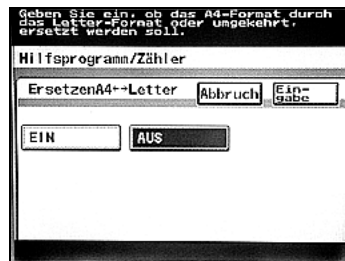 Geben Sie ein, ob das A4-Format durch
das Letter-Format oder umgekehrt,
ersetzt werden soll.
Hilfsprogramm/Zähler
ErsetzenA4↔Letter
Abbruch
Ein-
gabe
EIN
AUS